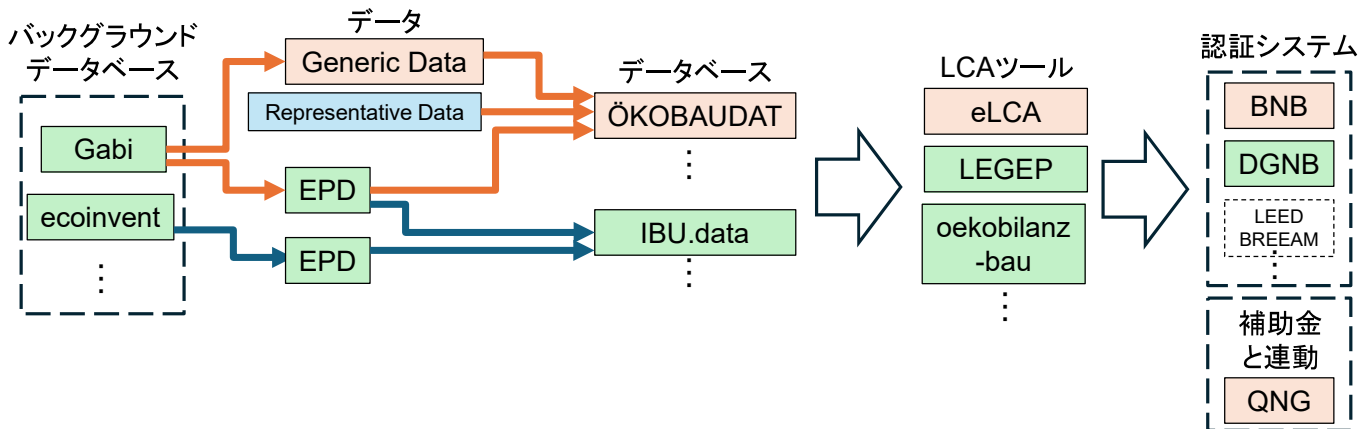 バックグラウンド
データベース
Gabi
ecoinvent
⋮
データ
Generic Data
Representative Data
EPD
EPD
データベース
ÖKOBAUDAT
⋮
IBU.data
⋮
LCAツール
eLCA
LEGEP
oekobilanz
-bau
⋮
認証システム
BNB
DGNB
LEED
BREEAM
⋮
補助金
と連動
QNG